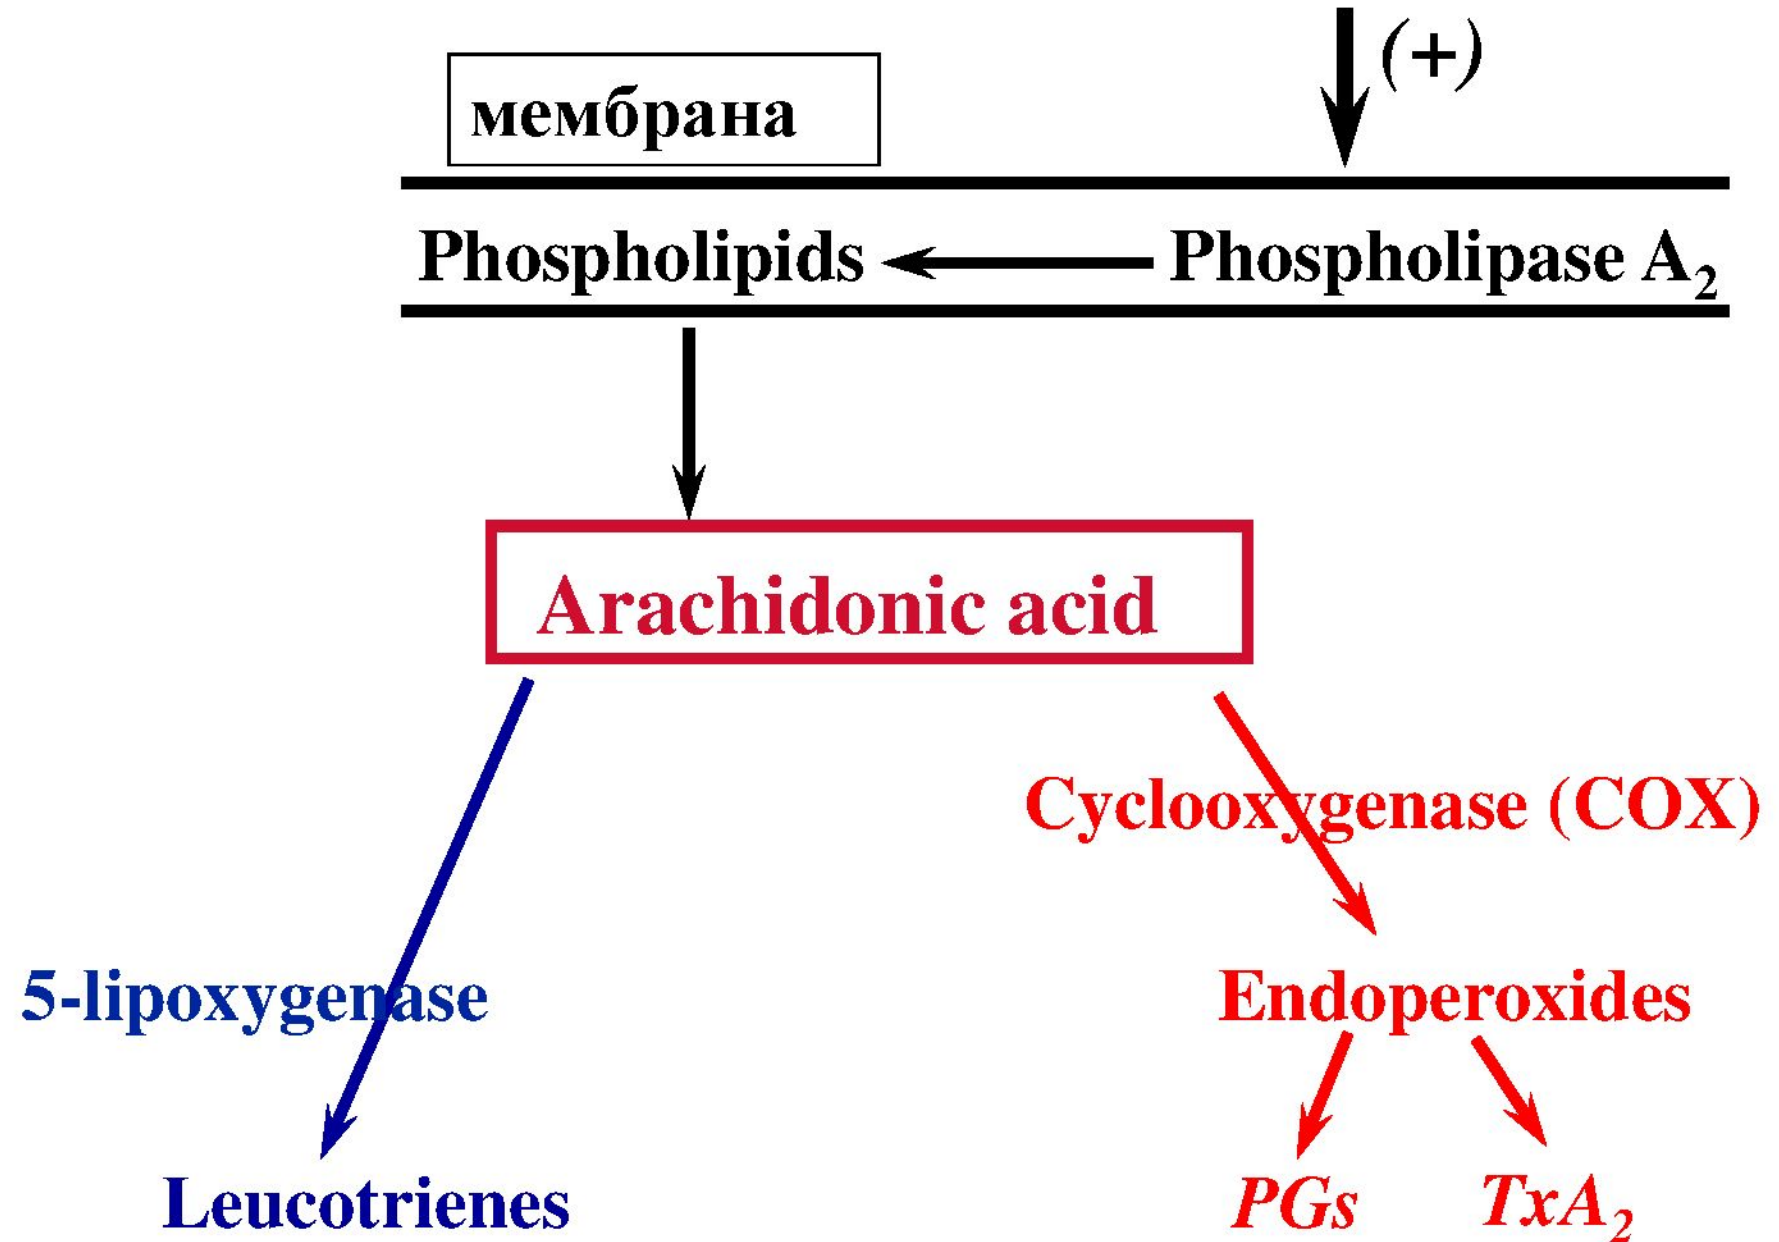 (+)
мембрана
Phospholipids Phospholipase A₂
Arachidonic acid
Cyclooxygenase (COX)
5-lipoxygenase Endoperoxides
Leucotrienes PGs TxA₂